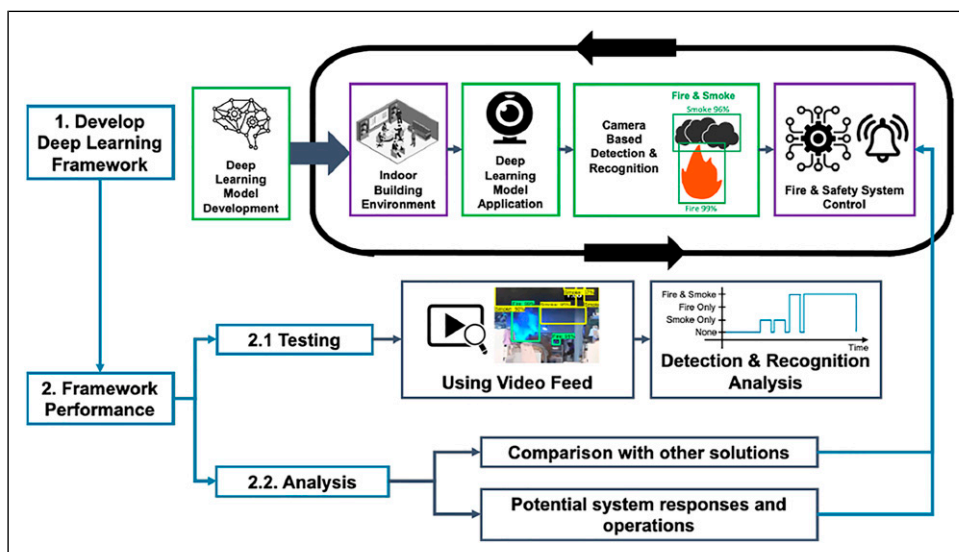 1. Develop
Deep Learning
Framework
Deep
Learning
Model
Development
Indoor
Building
Environment
Deep
Learning
Model
Application
Camera
Based
Detection &
Recognition
Fire & Smoke
Smoke 96%
Fire 99%
Fire & Safety System
Control
2. Framework
Performance
2.1 Testing
Using Video Feed
Fire & Smoke
Fire Only
Smoke Only
None
Time
Detection & Recognition
Analysis
2.2. Analysis
Comparison with other solutions
Potential system responses and
operations